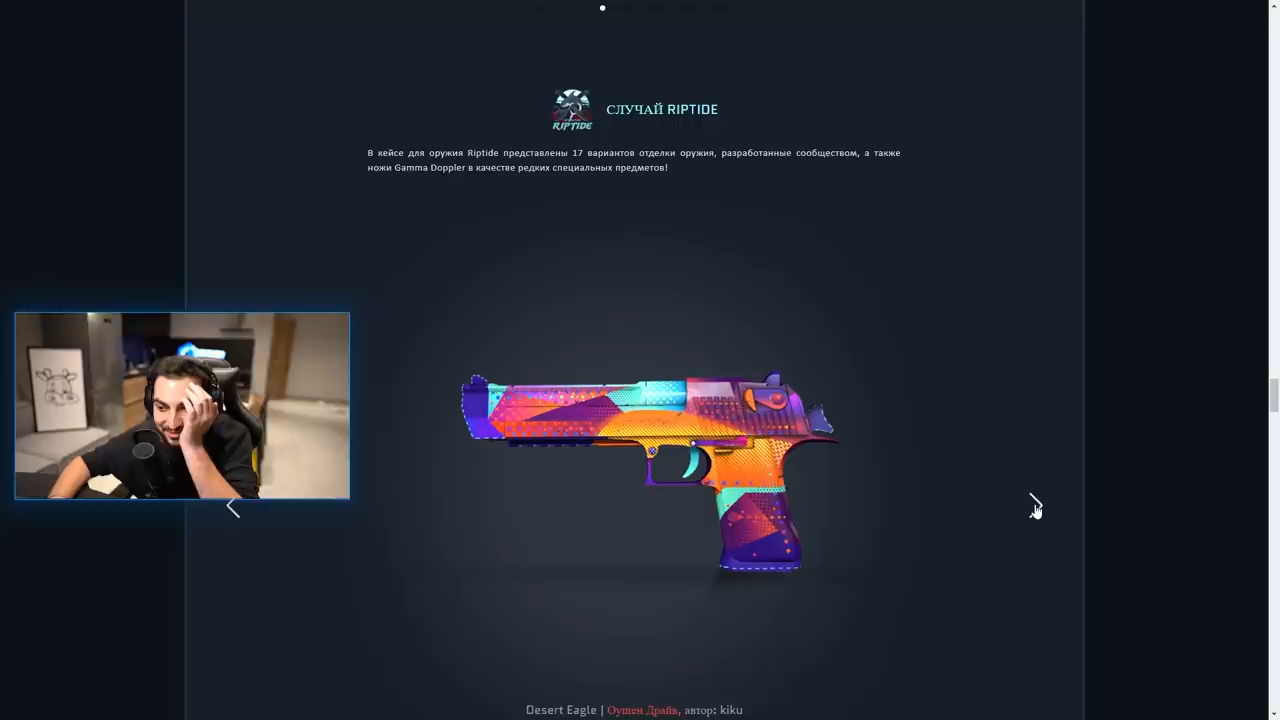 RIPTIDE
СЛУЧАЙ RIPTIDE
В кейсе для оружия Riptide представлены 17 вариантов отделки оружия, разработанные сообществом, а также
ножи Gamma Doppler в качестве редких специальных предметов!
Desert Eagle | Оушен Драйв, автор: kiku